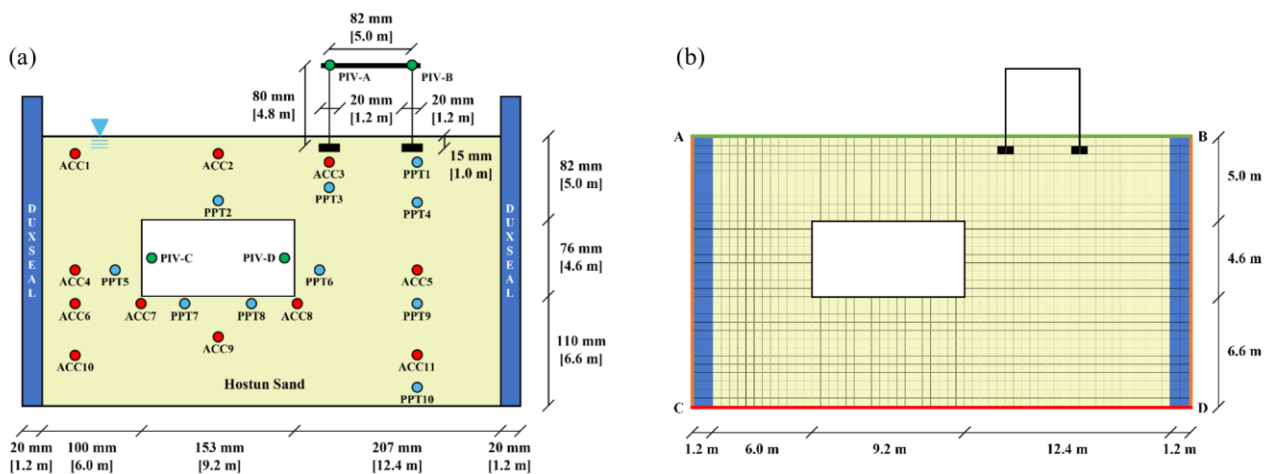 (a)
82 mm
[5.0 m]
PIV-A
PIV-B
80 mm
[4.8 m]
20 mm
[1.2 m]
20 mm
[1.2 m]
15 mm
[1.0 m]
82 mm
[5.0 m]
ACC1
ACC2
ACC3
PPT1
PPT2
PPT3
PPT4
DUXSEAL
DUXSEAL
PIV-C
PIV-D
76 mm
[4.6 m]
ACC4
PPT5
PPT6
ACC5
ACC6
ACC7
PPT7
PPT8
ACC8
PPT9
ACC9
110 mm
[6.6 m]
ACC10
ACC11
Hostun Sand
PPT10
20 mm
[1.2 m]
100 mm
[6.0 m]
153 mm
[9.2 m]
207 mm
[12.4 m]
20 mm
[1.2 m]
(b)
A
B
5.0 m
4.6 m
6.6 m
C
D
1.2 m
6.0 m
9.2 m
12.4 m
1.2 m